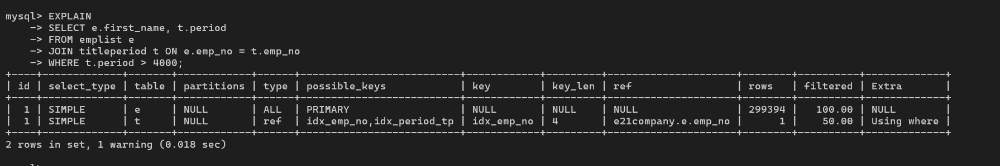 mysql> EXPLAIN
    -> SELECT e.first_name, t.period
    -> FROM emplist e
    -> JOIN titleperiod t ON e.emp_no = t.emp_no
    -> WHERE t.period > 4000;
+----+-------------+-------+------------+------+---------------------------+------------+---------+----------------------+--------+----------+-------------+
| id | select_type | table | partitions | type | possible_keys             | key        | key_len | ref                  | rows   | filtered | Extra       |
+----+-------------+-------+------------+------+---------------------------+------------+---------+----------------------+--------+----------+-------------+
|  1 | SIMPLE      | e     | NULL       | ALL  | PRIMARY                   | NULL       | NULL    | NULL                 | 299394 |   100.00 | NULL        |
|  1 | SIMPLE      | t     | NULL       | ref  | idx_emp_no,idx_period_tp | idx_emp_no | 4       | e21company.e.emp_no |      1 |    50.00 | Using where |
+----+-------------+-------+------------+------+---------------------------+------------+---------+----------------------+--------+----------+-------------+
2 rows in set, 1 warning (0.018 sec)